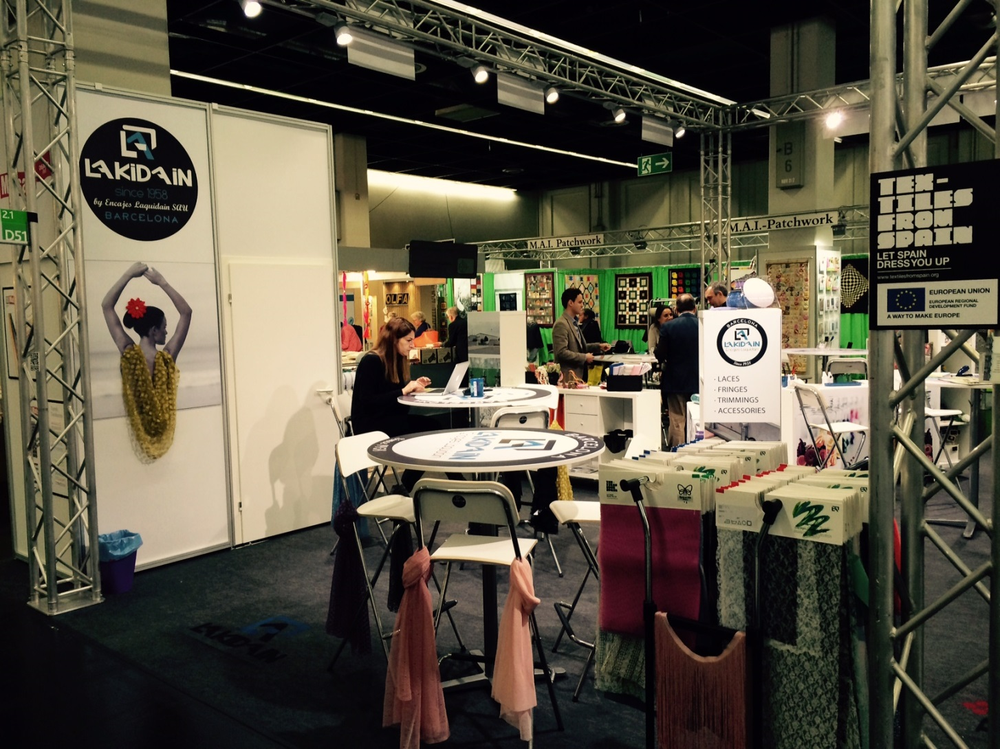 LAKIDAIN
since 1958
by Encajes Laquidain SAU
BARCELONA
2.1
D51
OLFA
M.A.I. Patchwork
M.A.I.-Patchwork
B
6
BARCELONA
LAKIDAIN
Since 1958
· LACES
· FRINGES
· TRIMMINGS
· ACCESSORIES
TEX-
TILES
FROM
SPAIN
LET SPAIN
DRESS YOU UP
www.textilesfromspain.org
EUROPEAN UNION
EUROPEAN REGIONAL
DEVELOPMENT FUND
A WAY TO MAKE EUROPE
BARCELONA
LAKIDAIN
LAKIDAIN